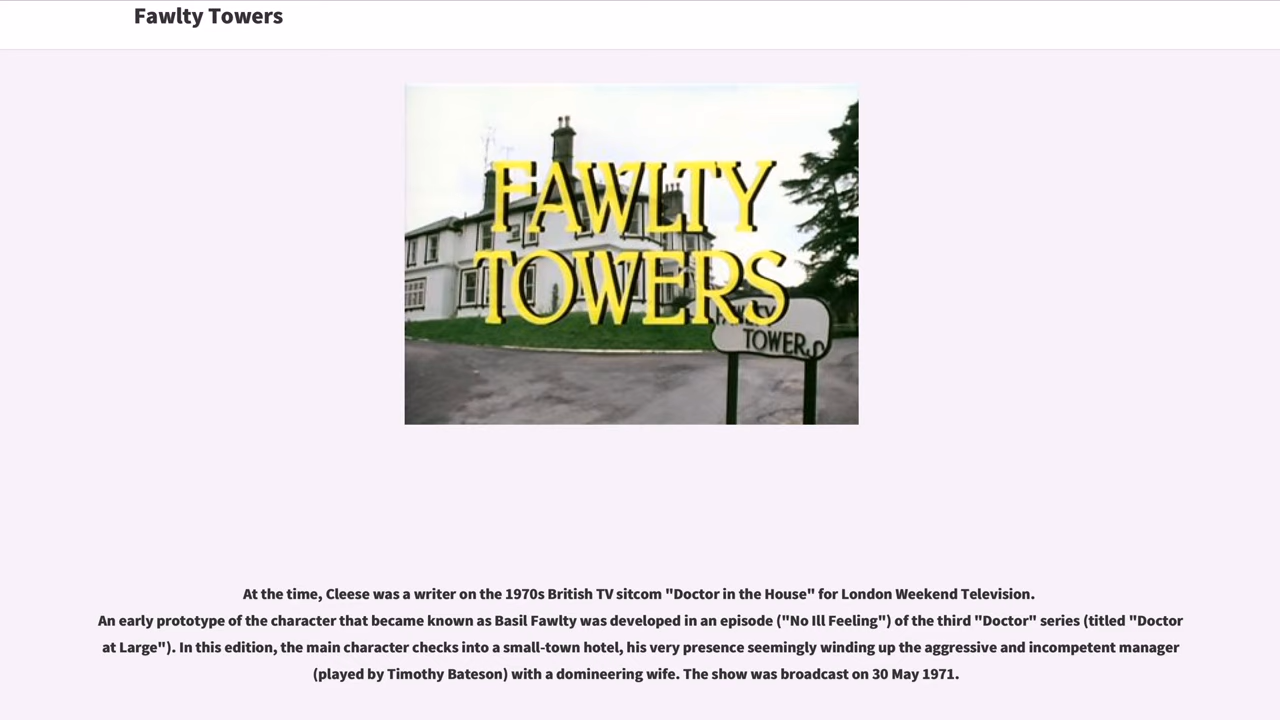 Fawlty Towers
FAWLTY
TOWERS
TOWERS
At the time, Cleese was a writer on the 1970s British TV sitcom "Doctor in the House" for London Weekend Television.
An early prototype of the character that became known as Basil Fawlty was developed in an episode ("No Ill Feeling") of the third "Doctor" series (titled "Doctor
at Large"). In this edition, the main character checks into a small-town hotel, his very presence seemingly winding up the aggressive and incompetent manager
(played by Timothy Bateson) with a domineering wife. The show was broadcast on 30 May 1971.